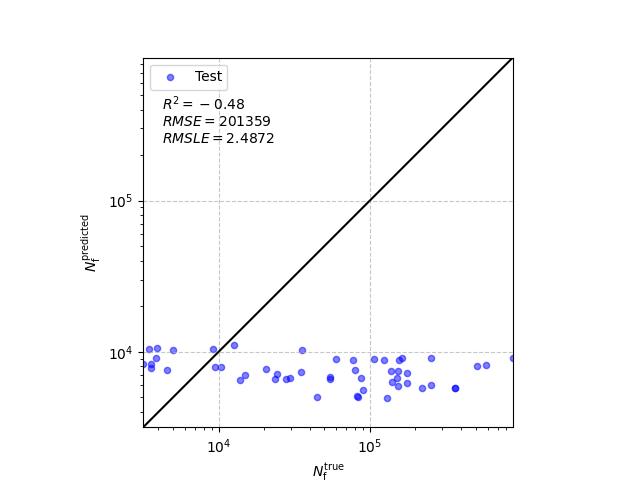 Test
R² = −0.48
RMSE = 201359
RMSLE = 2.4872
10⁵
10⁴
N_f^predicted
10⁴ 10⁵
N_f^true